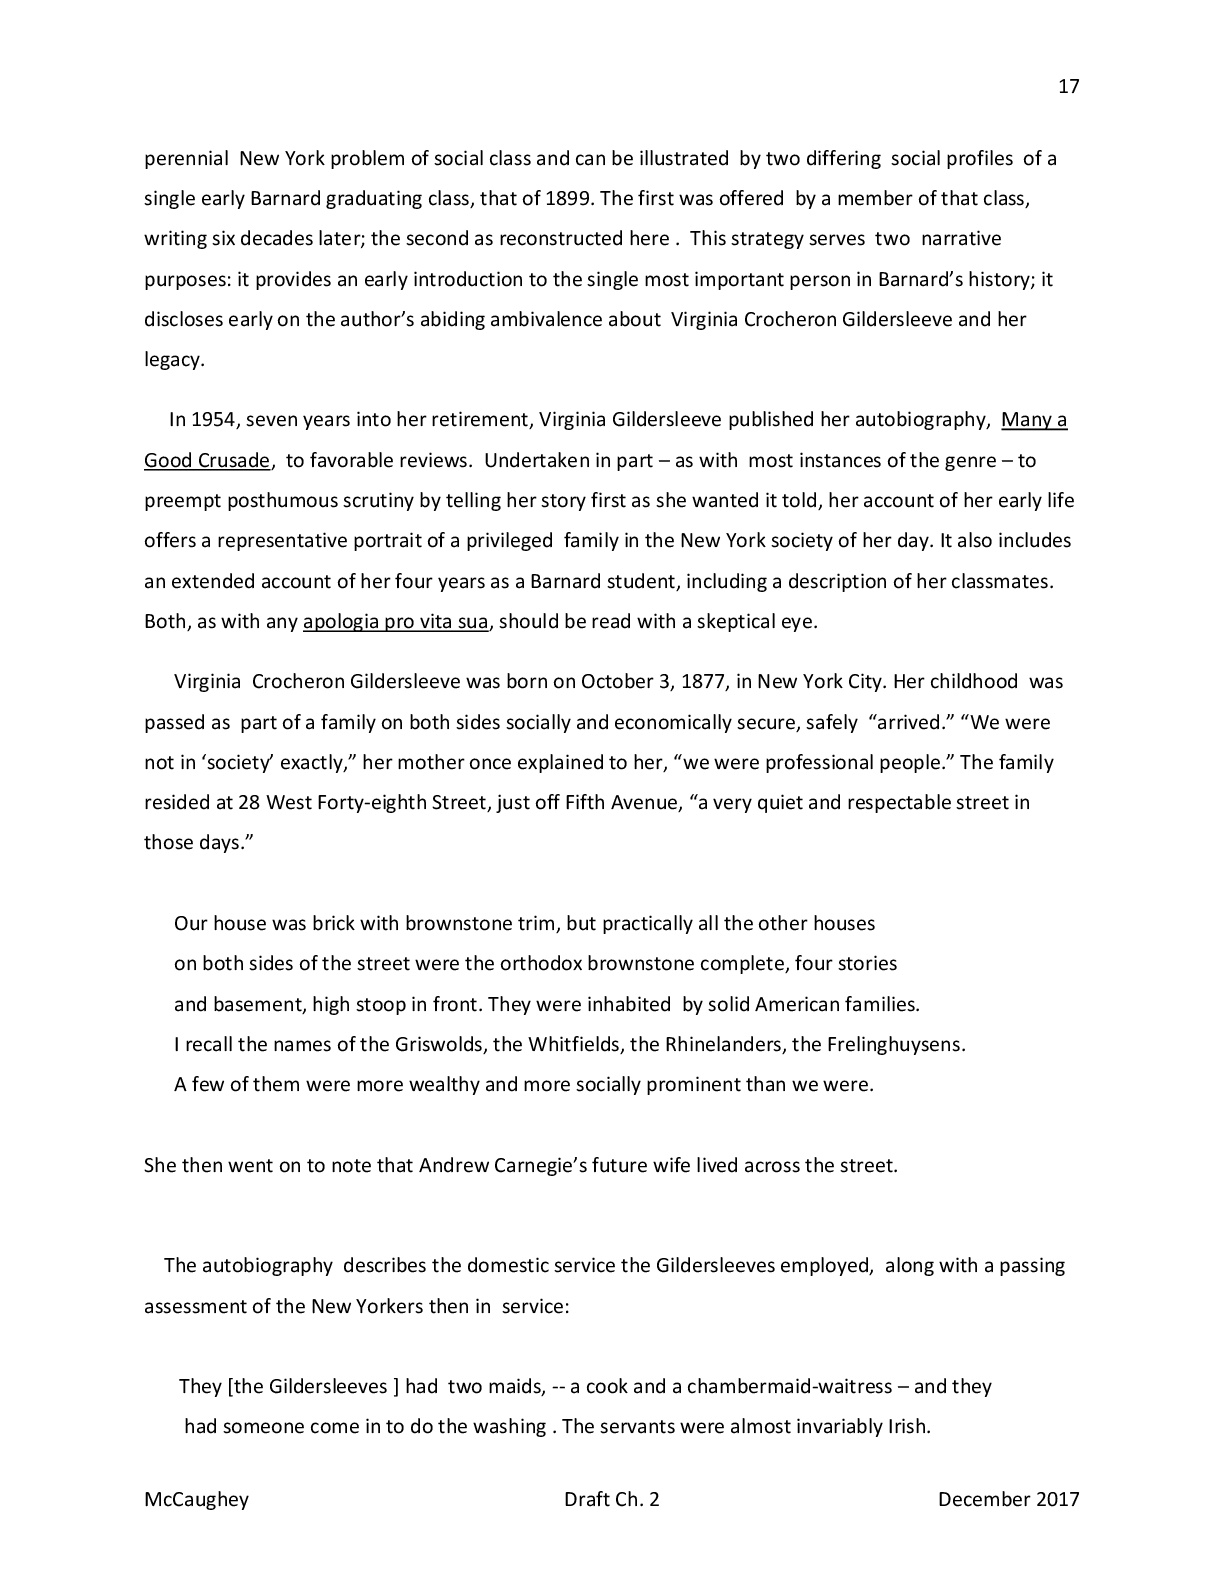 17
perennial New York problem of social class and can be illustrated by two differing social profiles of a
single early Barnard graduating class, that of 1899. The first was offered by a member of that class,
writing six decades later; the second as reconstructed here . This strategy serves two narrative
purposes: it provides an early introduction to the single most important person in Barnard’s history; it
discloses early on the author’s abiding ambivalence about Virginia Crocheron Gildersleeve and her
legacy.
In 1954, seven years into her retirement, Virginia Gildersleeve published her autobiography, Many a
Good Crusade, to favorable reviews. Undertaken in part – as with most instances of the genre – to
preempt posthumous scrutiny by telling her story first as she wanted it told, her account of her early life
offers a representative portrait of a privileged family in the New York society of her day. It also includes
an extended account of her four years as a Barnard student, including a description of her classmates.
Both, as with any apologia pro vita sua, should be read with a skeptical eye.
Virginia Crocheron Gildersleeve was born on October 3, 1877, in New York City. Her childhood was
passed as part of a family on both sides socially and economically secure, safely “arrived.” “We were
not in ‘society’ exactly,” her mother once explained to her, “we were professional people.” The family
resided at 28 West Forty-eighth Street, just off Fifth Avenue, “a very quiet and respectable street in
those days.”
Our house was brick with brownstone trim, but practically all the other houses
on both sides of the street were the orthodox brownstone complete, four stories
and basement, high stoop in front. They were inhabited by solid American families.
I recall the names of the Griswolds, the Whitfields, the Rhinelanders, the Frelinghuysens.
A few of them were more wealthy and more socially prominent than we were.
She then went on to note that Andrew Carnegie’s future wife lived across the street.
The autobiography describes the domestic service the Gildersleeves employed, along with a passing
assessment of the New Yorkers then in service:
They [the Gildersleeves ] had two maids, -- a cook and a chambermaid-waitress – and they
had someone come in to do the washing . The servants were almost invariably Irish.
McCaughey Draft Ch. 2 December 2017